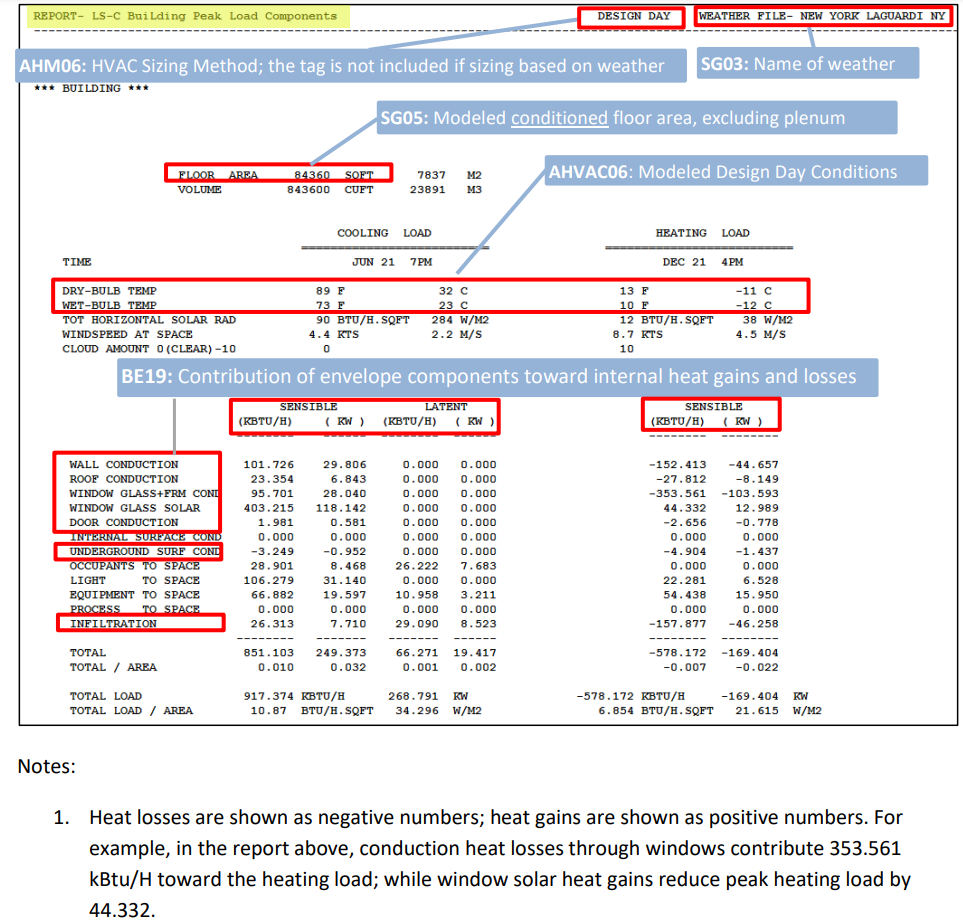 REPORT- LS-C Building Peak Load Components DESIGN DAY WEATHER FILE- NEW YORK LAGUARDI NY
AHM06: HVAC Sizing Method; the tag is not included if sizing based on weather SG03: Name of weather
*** BUILDING ***
SG05: Modeled conditioned floor area, excluding plenum
AHVAC06: Modeled Design Day Conditions
FLOOR AREA 84360 SQFT 7837 M2
VOLUME 843600 CUFT 23891 M3
COOLING LOAD HEATING LOAD
TIME JUN 21 7PM DEC 21 4PM
DRY-BULB TEMP 89 F 32 C 13 F -11 C
WET-BULB TEMP 73 F 23 C 10 F -12 C
TOT HORIZONTAL SOLAR RAD 90 BTU/H.SQFT 284 W/M2 12 BTU/H.SQFT 38 W/M2
WINDSPEED AT SPACE 4.4 KTS 2.2 M/S 8.7 KTS 4.5 M/S
CLOUD AMOUNT 0(CLEAR)-10 0 10
BE19: Contribution of envelope components toward internal heat gains and losses
SENSIBLE LATENT SENSIBLE
(KBTU/H) ( KW ) (KBTU/H) ( KW ) (KBTU/H) ( KW )
WALL CONDUCTION 101.726 29.806 0.000 0.000 -152.413 -44.657
ROOF CONDUCTION 23.354 6.843 0.000 0.000 -27.812 -8.149
WINDOW GLASS+FRM COND 95.701 28.040 0.000 0.000 -353.561 -103.593
WINDOW GLASS SOLAR 403.215 118.142 0.000 0.000 44.332 12.989
DOOR CONDUCTION 1.981 0.581 0.000 0.000 -2.656 -0.778
INTERNAL SURFACE COND 0.000 0.000 0.000 0.000 0.000 0.000
UNDERGROUND SURF COND -3.249 -0.952 0.000 0.000 -4.904 -1.437
OCCUPANTS TO SPACE 28.901 8.468 26.222 7.683 0.000 0.000
LIGHT TO SPACE 106.279 31.140 0.000 0.000 22.281 6.528
EQUIPMENT TO SPACE 66.882 19.597 10.958 3.211 54.438 15.950
PROCESS TO SPACE 0.000 0.000 0.000 0.000 0.000 0.000
INFILTRATION 26.313 7.710 29.090 8.523 -157.877 -46.258
TOTAL 851.103 249.373 66.271 19.417 -578.172 -169.404
TOTAL / AREA 0.010 0.032 0.001 0.002 -0.007 -0.022
TOTAL LOAD 917.374 KBTU/H 268.791 KW -578.172 KBTU/H -169.404 KW
TOTAL LOAD / AREA 10.87 BTU/H.SQFT 34.296 W/M2 6.854 BTU/H.SQFT 21.615 W/M2
Notes:
1. Heat losses are shown as negative numbers; heat gains are shown as positive numbers. For
example, in the report above, conduction heat losses through windows contribute 353.561
kBtu/H toward the heating load; while window solar heat gains reduce peak heating load by
44.332.